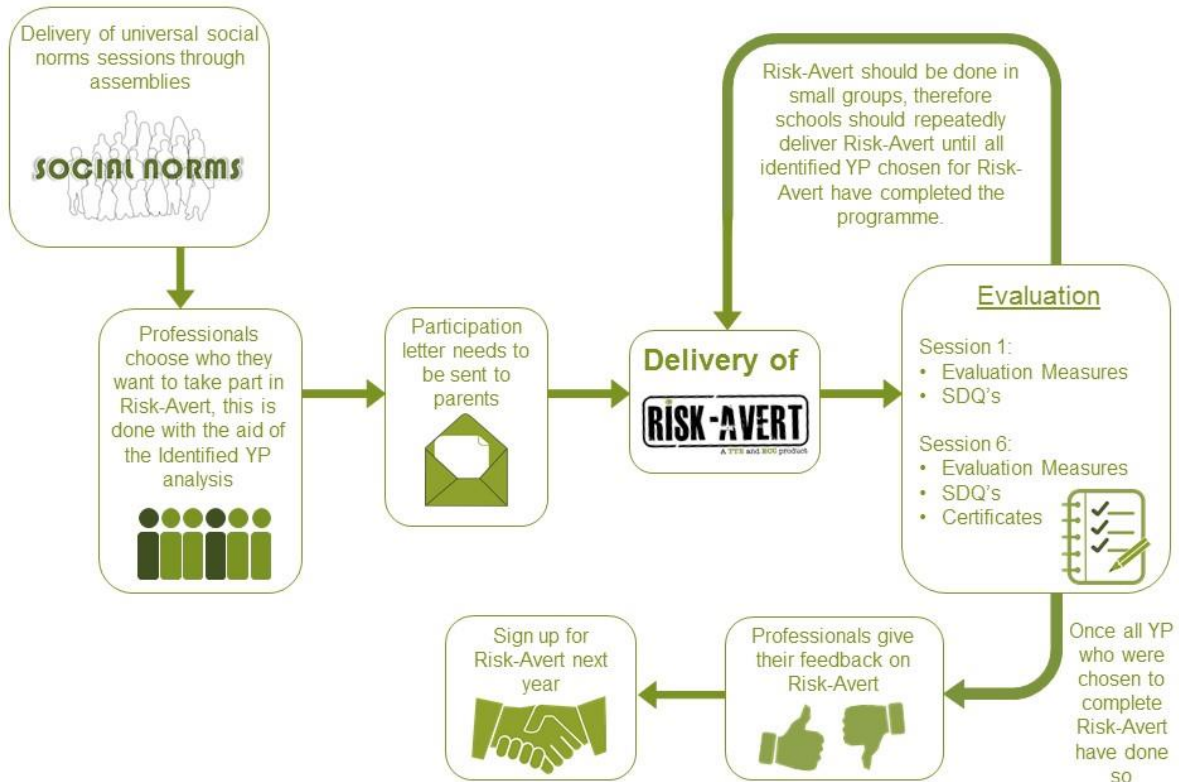 Delivery of universal social
norms sessions through
assemblies
SOCIAL NORMS
Professionals
choose who they
want to take part in
Risk-Avert, this is
done with the aid of
the Identified YP
analysis
Participation
letter needs to
be sent to
parents
Delivery of
RISK-AVERT
A TTR and ECC product
Risk-Avert should be done in
small groups, therefore
schools should repeatedly
deliver Risk-Avert until all
identified YP chosen for Risk-
Avert have completed the
programme.
Evaluation
Session 1:
• Evaluation Measures
• SDQ's
Session 6:
• Evaluation Measures
• SDQ's
• Certificates
Once all YP
who were
chosen to
complete
Risk-Avert
have done
so
Professionals give
their feedback on
Risk-Avert
Sign up for
Risk-Avert next
year